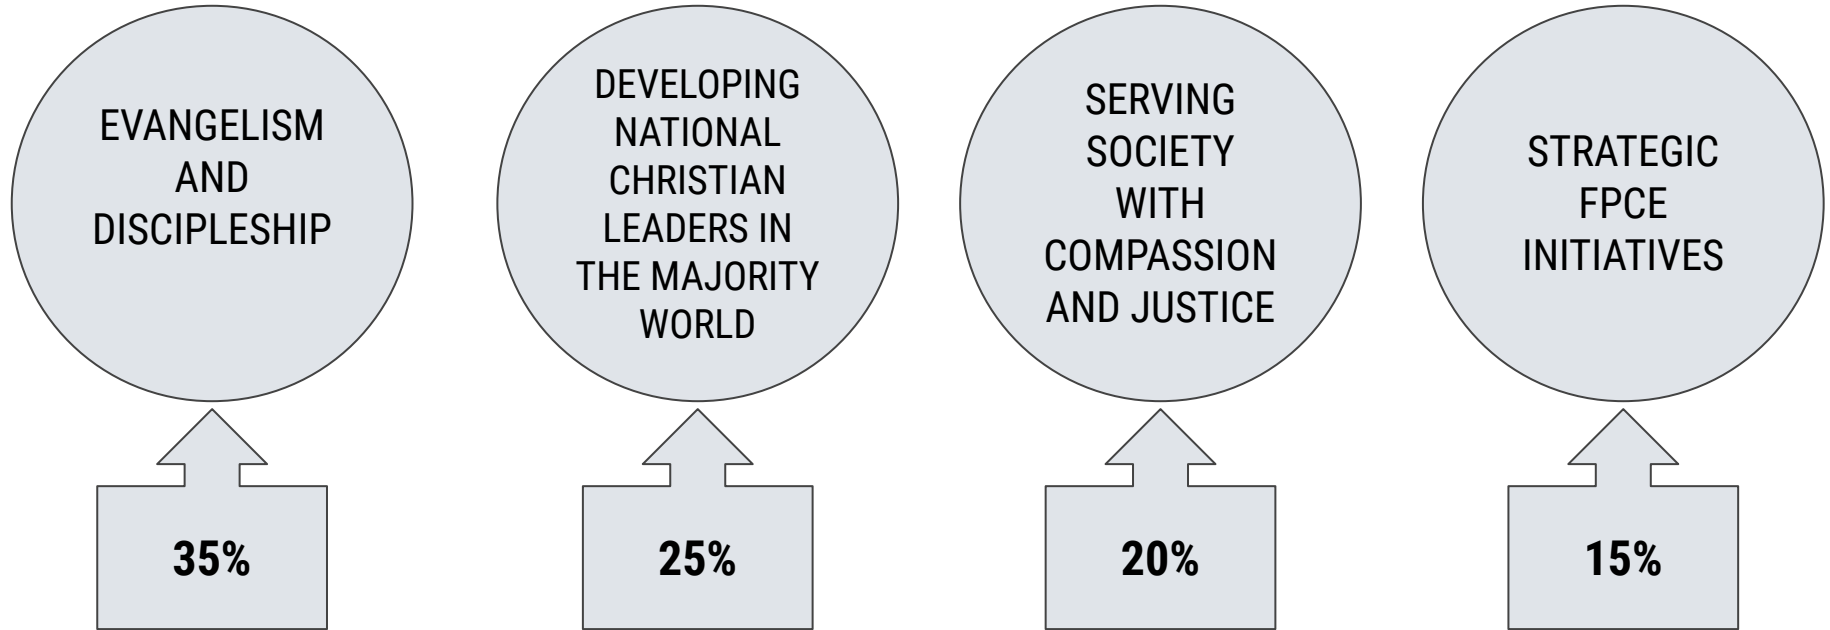 EVANGELISM
AND
DISCIPLESHIP
DEVELOPING
NATIONAL
CHRISTIAN
LEADERS IN
THE MAJORITY
WORLD
SERVING
SOCIETY
WITH
COMPASSION
AND JUSTICE
STRATEGIC
FPCE
INITIATIVES
35%
25%
20%
15%